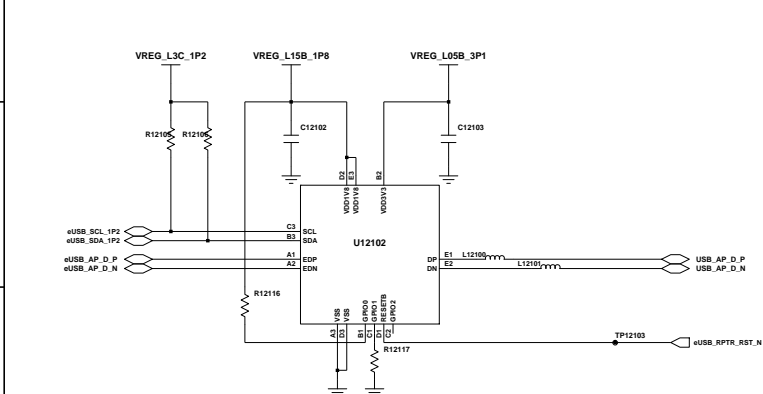 VREG_L3C_1P2 VREG_L15B_1P8 VREG_L05B_3P1
C12102 C12103
R12105 R12106
D2 E3 B2
VDD1V8 VDD1V8 VDD3V3
eUSB_SCL_1P2 C3 SCL
eUSB_SDA_1P2 B3 SDA
U12102
eUSB_AP_D_P A1 EDP DP E1 L12100 USB_AP_D_P
eUSB_AP_D_N A2 EDN DN E2 L12101 USB_AP_D_N
R12116
VSS VSS GPIO0 GPIO1 RESETB GPIO2
A3 D3 B1 C1 D1 C2
TP12103
eUSB_RPTR_RST_N
R12117